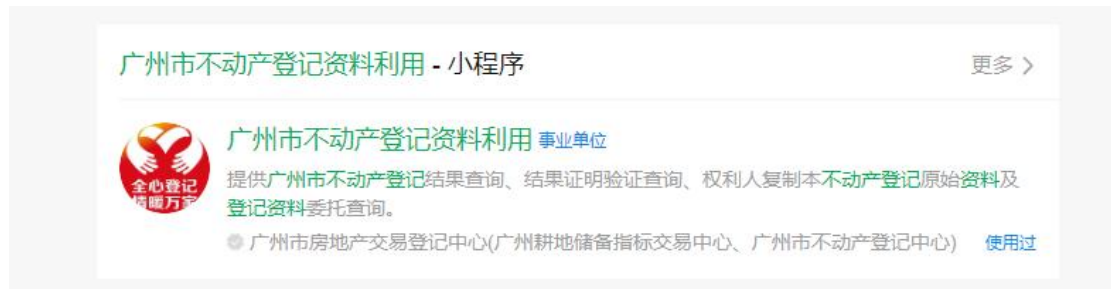 广州市不动产登记资料利用 - 小程序
更多 >
广州市不动产登记资料利用 事业单位
全心登记
情暖万家
提供广州市不动产登记结果查询、结果证明验证查询、权利人复制本不动产登记原始资料及
登记资料委托查询。
广州市房地产交易登记中心(广州耕地储备指标交易中心、广州市不动产登记中心) 使用过